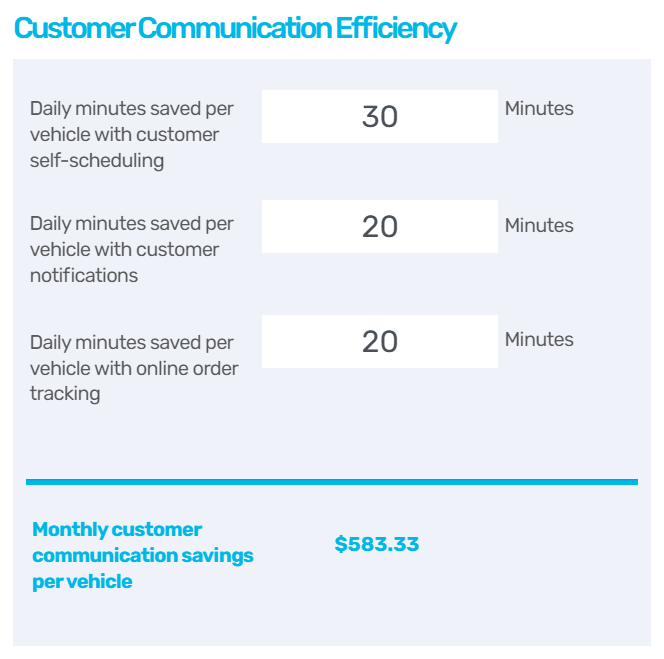 Customer Communication Efficiency
Daily minutes saved per
vehicle with customer
self-scheduling
30
Minutes
Daily minutes saved per
vehicle with customer
notifications
20
Minutes
Daily minutes saved per
vehicle with online order
tracking
20
Minutes
Monthly customer
communication savings
per vehicle
$583.33